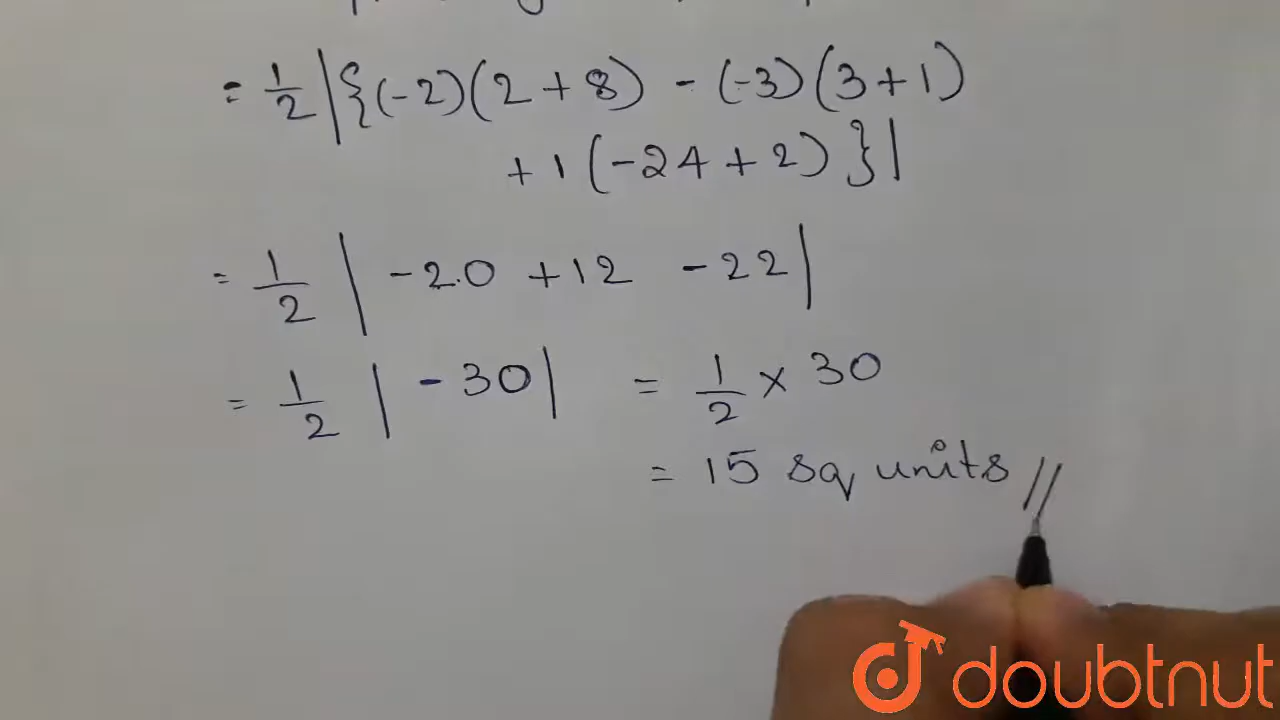 = 1/2 |{(-2)(2 + 8) - (-3)(3 + 1)
+ 1 (-24 + 2)}|
= 1/2 | -20 + 12 - 22|
= 1/2 | - 30| = 1/2 × 30
= 15 sq units //
doubtnut